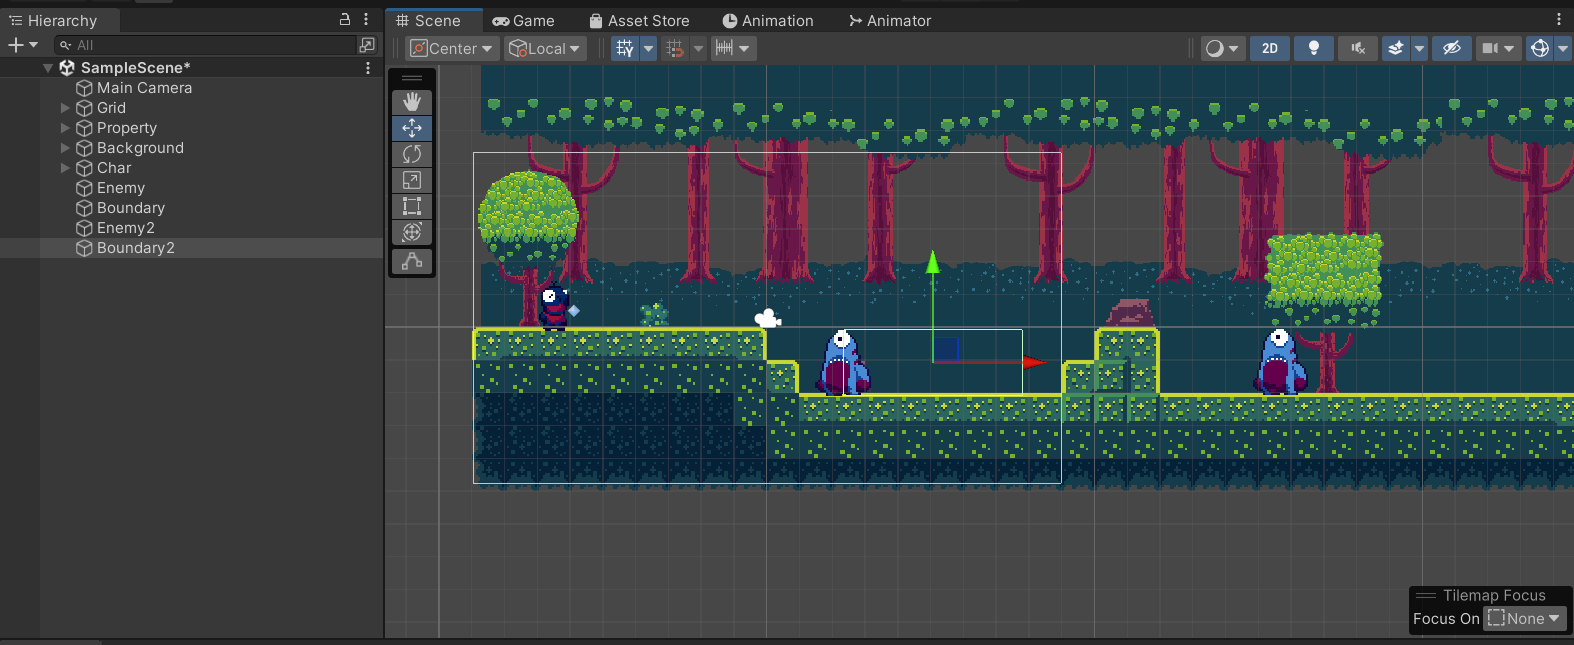 Hierarchy
All
SampleScene*
Main Camera
Grid
Property
Background
Char
Enemy
Boundary
Enemy2
Boundary2
Scene Game Asset Store Animation Animator
Center Local 2D
Tilemap Focus
Focus On None